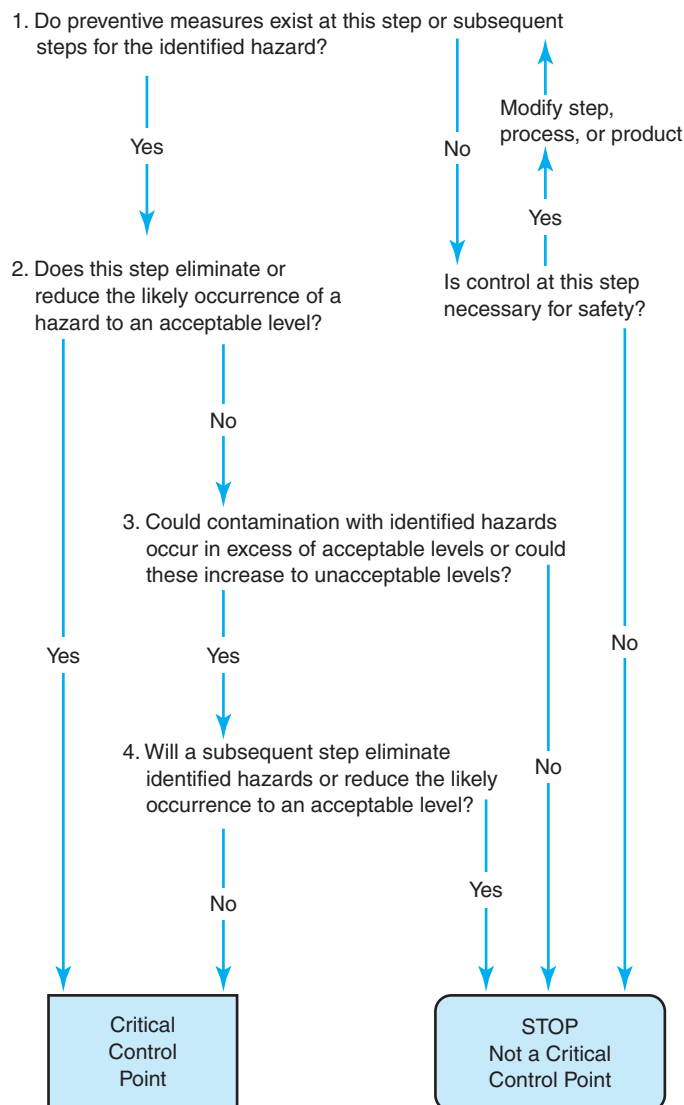 1. Do preventive measures exist at this step or subsequent
steps for the identified hazard?
Modify step,
process, or product
Yes
No
Yes
2. Does this step eliminate or
reduce the likely occurrence of a
hazard to an acceptable level?
Is control at this step
necessary for safety?
No
3. Could contamination with identified hazards
occur in excess of acceptable levels or could
these increase to unacceptable levels?
Yes
Yes
No
4. Will a subsequent step eliminate
identified hazards or reduce the likely
occurrence to an acceptable level?
No
No
Yes
Critical
Control
Point
STOP
Not a Critical
Control Point